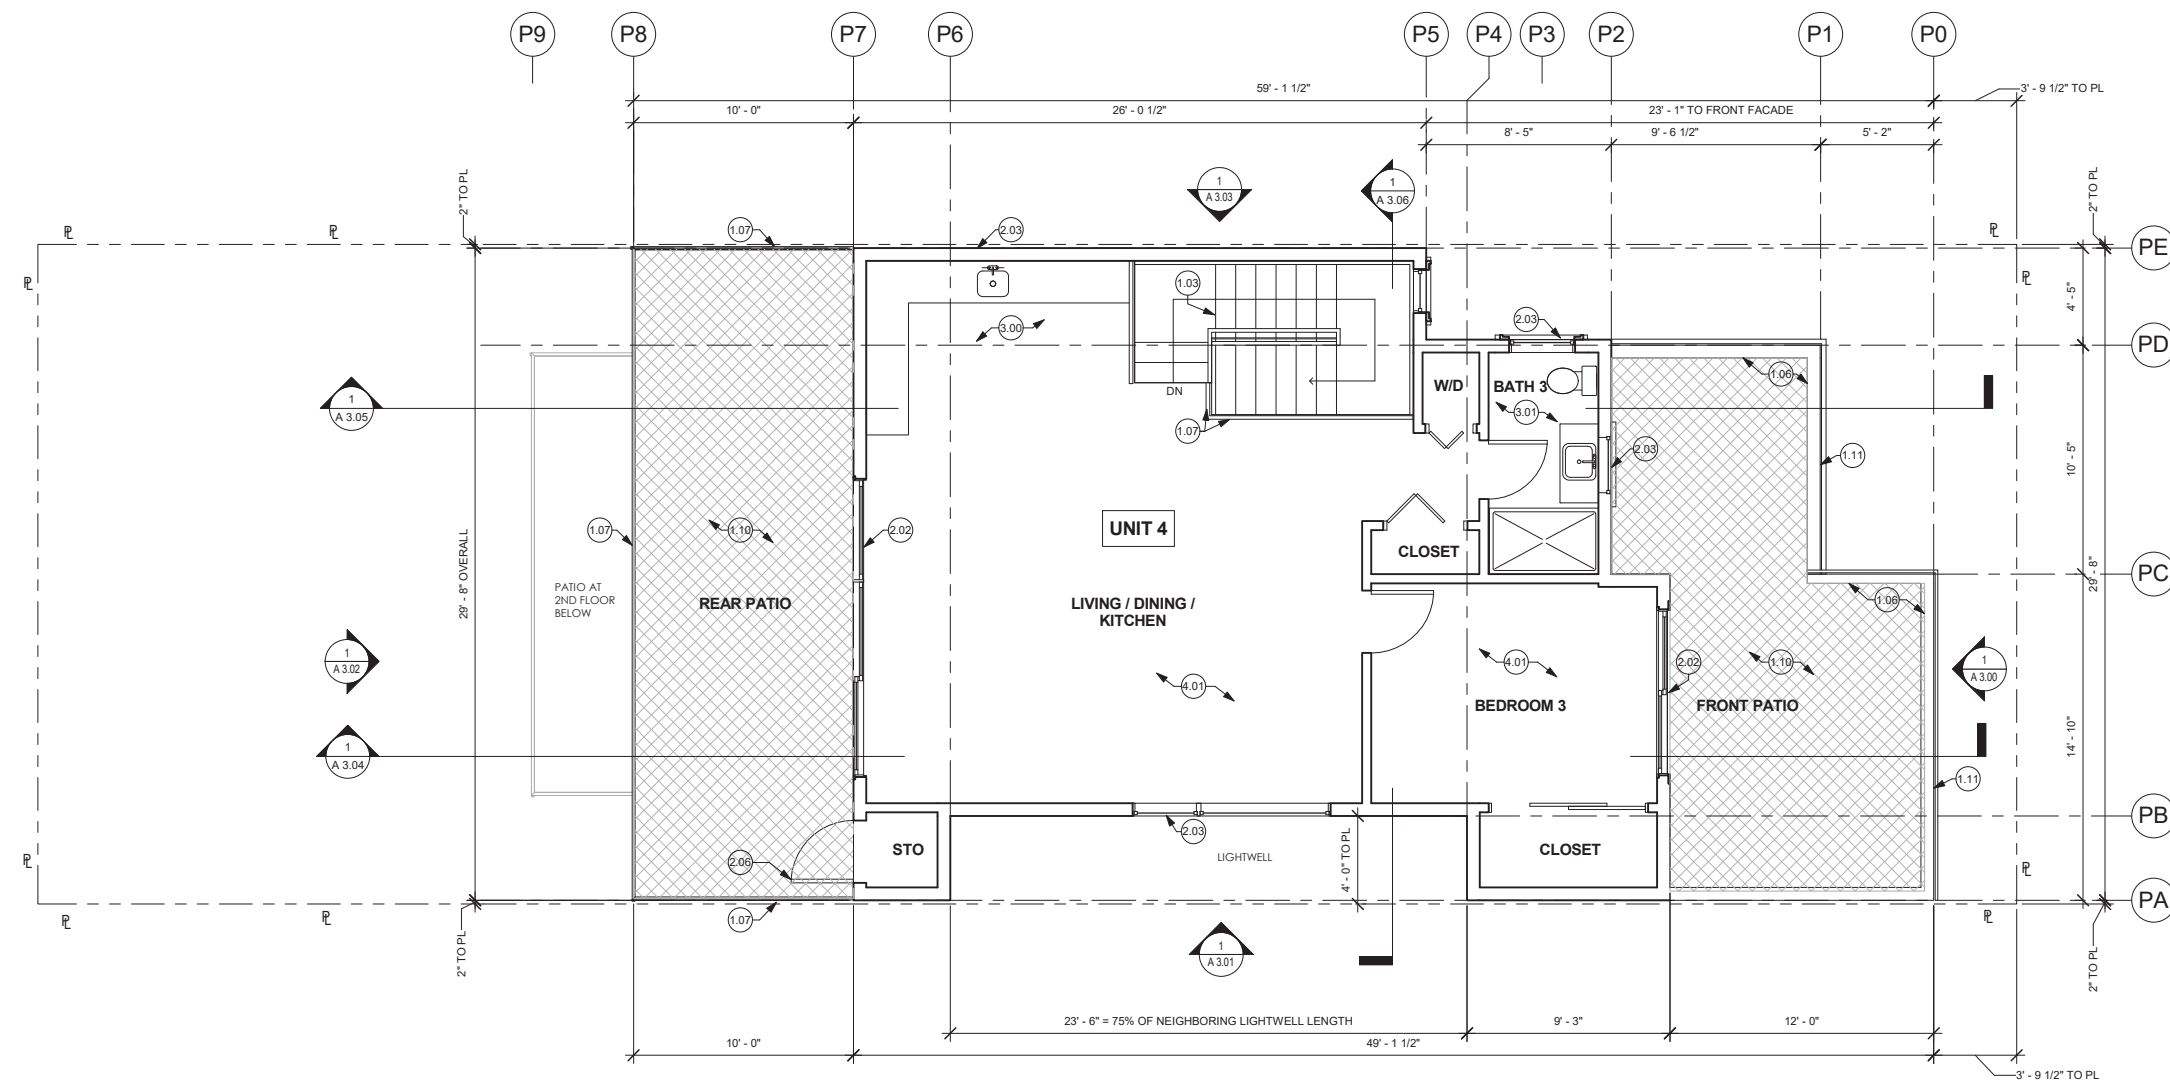 P9 P8 P7 P6 P5 P4 P3 P2 P1 P0
59' - 1 1/2"
3' - 9 1/2" TO PL
10' - 0" 26' - 0 1/2" 23' - 1" TO FRONT FACADE
8' - 5" 9' - 6 1/2" 5' - 2"
2" TO PL
1
A 3.03
1
A 3.06
2" TO PL
1.07
2.03
PE
1.03
4' - 5"
3.00
2.03
PD
1
A 3.05
DN
W/D
BATH 3
1.06
3.01
1.07
2.03
1.11
10' - 5"
1.07
1.10
2.02
UNIT 4
CLOSET
29' - 8" OVERALL
PATIO AT
2ND FLOOR
BELOW
REAR PATIO
LIVING / DINING /
KITCHEN
PC
29' - 8"
1.06
1
A 3.02
4.01
4.01
2.02
1.10
1
A 3.00
BEDROOM 3
FRONT PATIO
1
A 3.04
14' - 10"
1.11
2.03
PB
STO
LIGHTWELL
4' - 0" TO PL
CLOSET
2.06
1.07
PA
2" TO PL
1
A 3.01
2" TO PL
23' - 6" = 75% OF NEIGHBORING LIGHTWELL LENGTH
9' - 3"
12' - 0"
10' - 0"
49' - 1 1/2"
3' - 9 1/2" TO PL